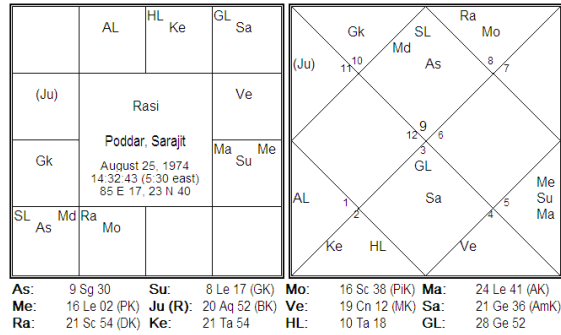 AL
HL
Ke
GL
Sa
(Ju)
Ve
Gk
Ma Me
Su
SL Md
As
Ra
Mo
Rasi
Poddar, Sarajit
August 25, 1974
14:32:43 (5:30 east)
85 E 17, 23 N 40
Ra
Mo
Gk
SL
Md
As
(Ju)
11 10
8 7
9
12 6
3
GL
AL
1
2
Sa
5
4
Me
Su
Ma
Ke HL
Ve
As: 9 Sg 30 Su: 8 Le 17 (GK) Mo: 16 Sc 38 (PiK) Ma: 24 Le 41 (AK)
Me: 16 Le 02 (PK) Ju (R): 20 Aq 52 (BK) Ve: 19 Cn 12 (MK) Sa: 21 Ge 36 (AmK)
Ra: 21 Sc 54 (DK) Ke: 21 Ta 54 HL: 10 Ta 18 GL: 28 Ge 52